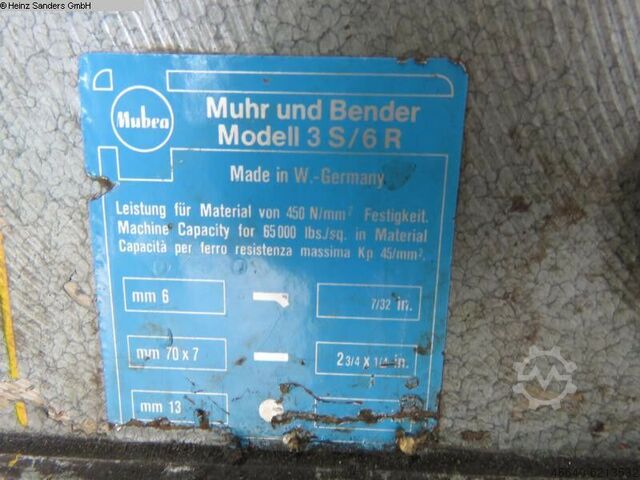 ©Heinz Sanders GmbH
Mubea
Muhr und Bender
Modell 3 S/6 R
Made in W.-Germany
Leistung für Material von 450 N/mm² Festigkeit.
Machine Capacity for 65000 lbs./sq. in Material
Capacità per ferro resistenza massima Kp 45/mm².
mm 6 7/32 in.
mm 70 x 7 2 3/4 x 1/4 in.
mm 13